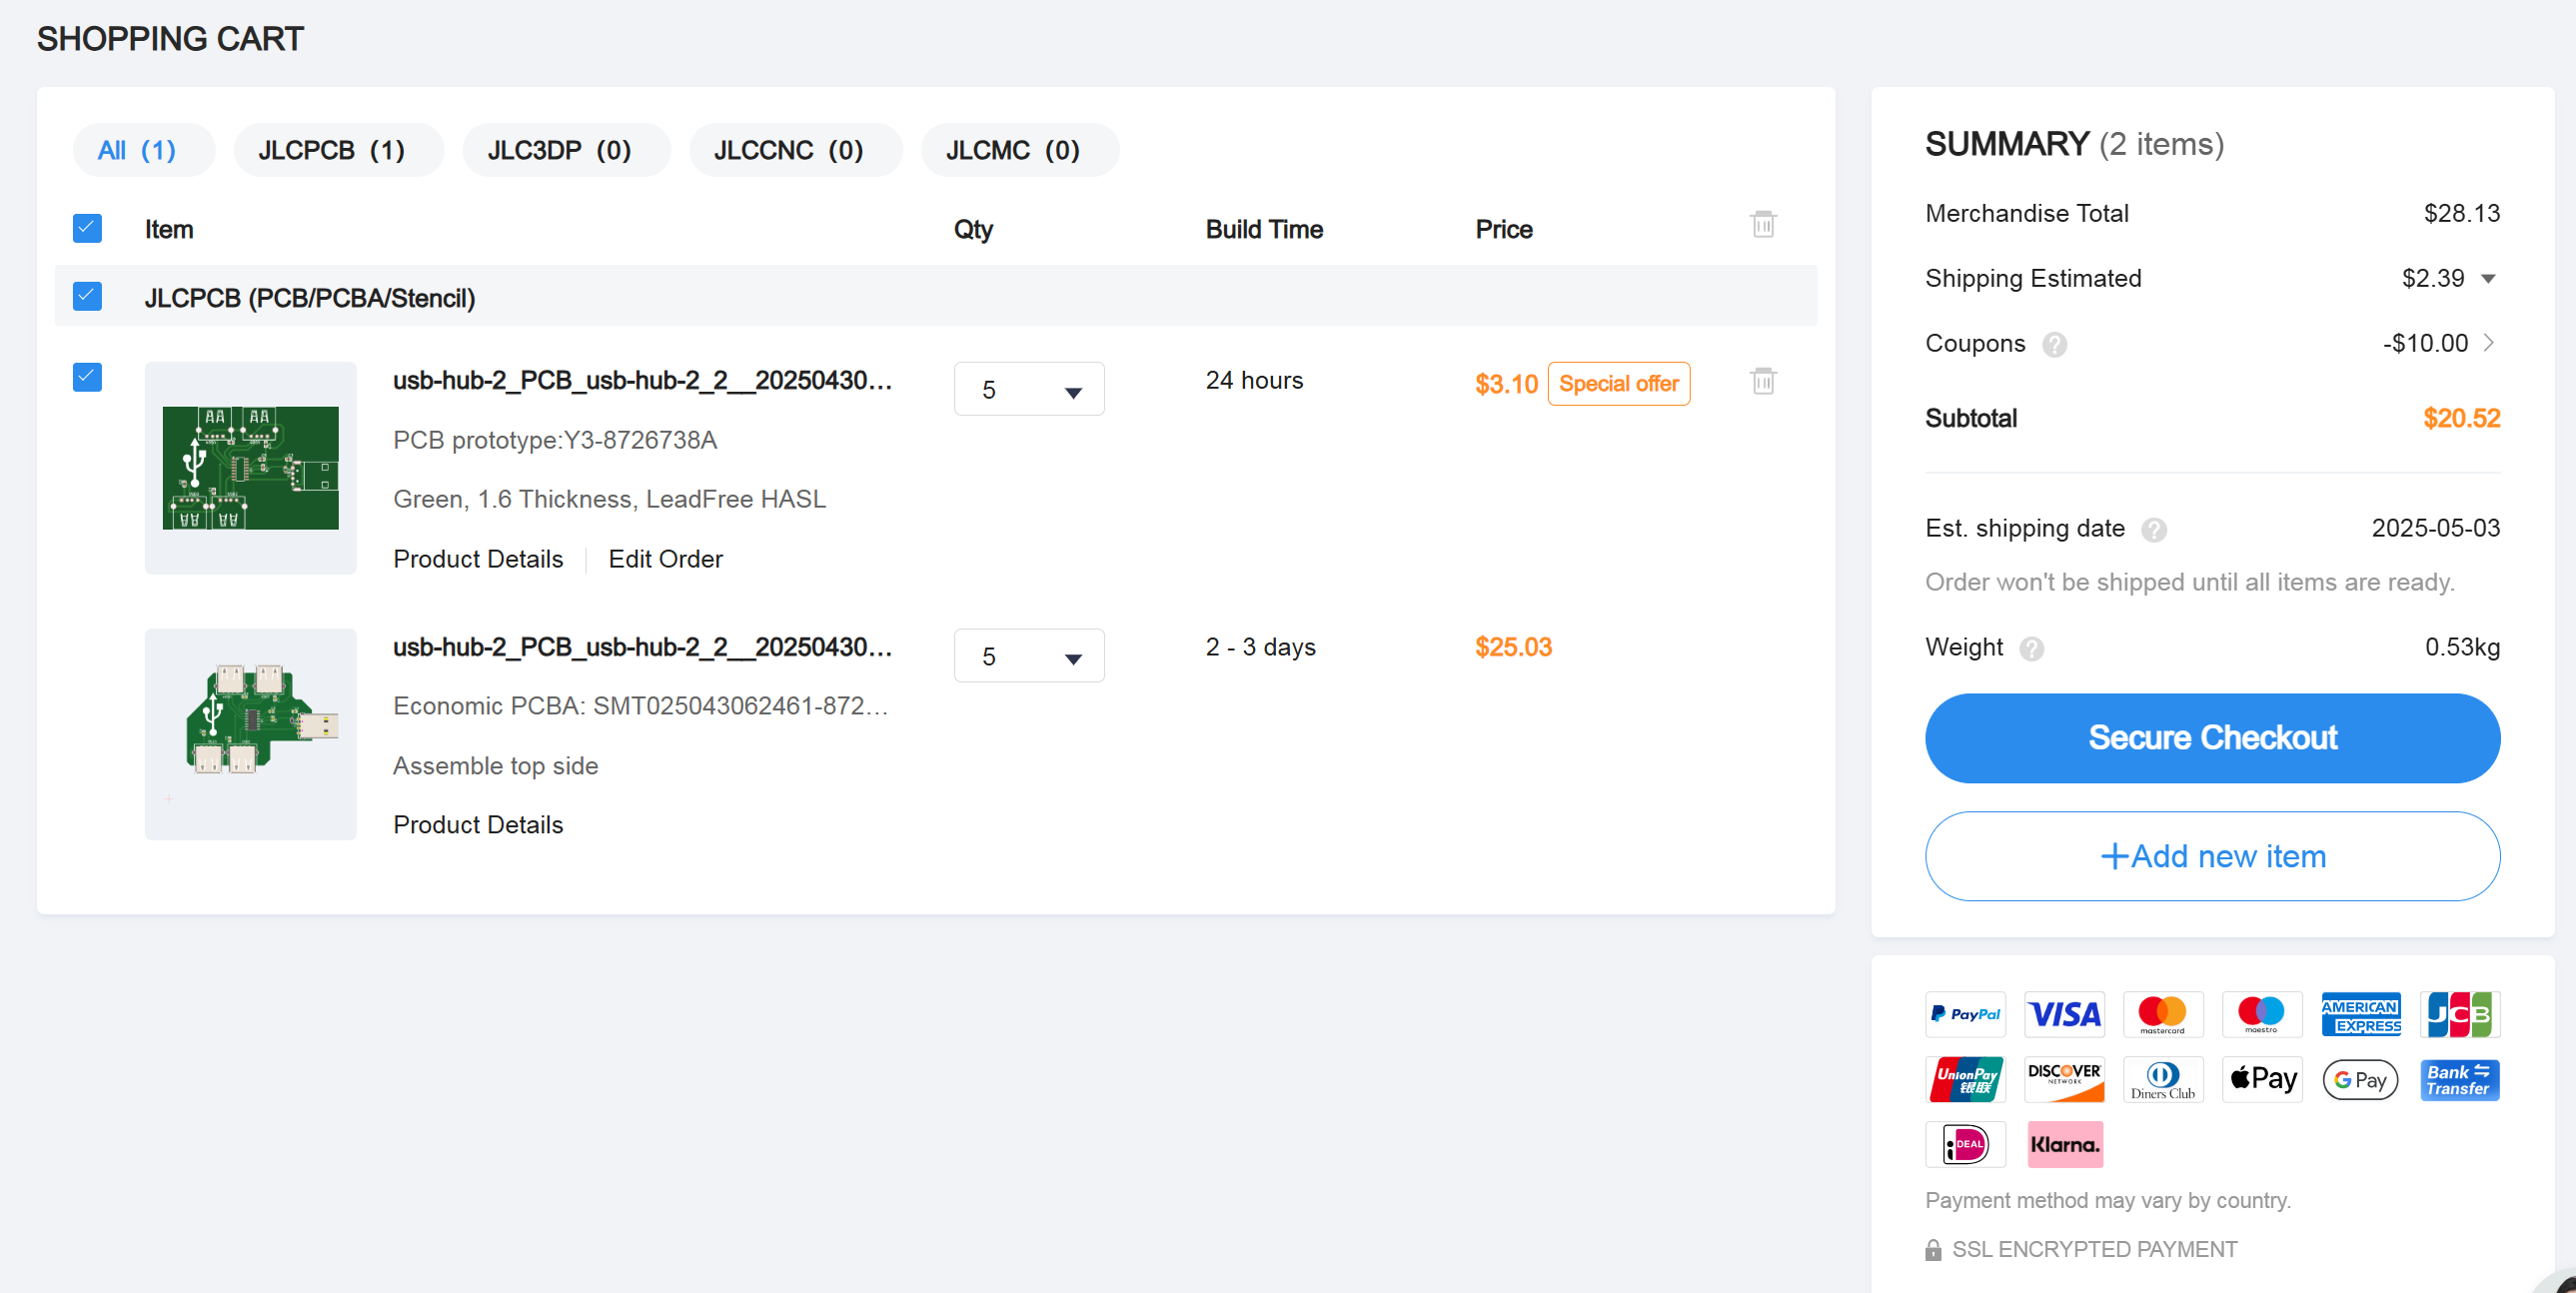 SHOPPING CART
All (1) JLCPCB (1) JLC3DP (0) JLCCNC (0) JLCMC (0)
Item Qty Build Time Price
JLCPCB (PCB/PCBA/Stencil)
usb-hub-2_PCB_usb-hub-2_2__20250430... 5 24 hours $3.10 Special offer
PCB prototype:Y3-8726738A
Green, 1.6 Thickness, LeadFree HASL
Product Details Edit Order
usb-hub-2_PCB_usb-hub-2_2__20250430... 5 2 - 3 days $25.03
Economic PCBA: SMT025043062461-872...
Assemble top side
Product Details
SUMMARY (2 items)
Merchandise Total $28.13
Shipping Estimated $2.39
Coupons ? -$10.00
Subtotal $20.52
Est. shipping date ? 2025-05-03
Order won't be shipped until all items are ready.
Weight ? 0.53kg
Secure Checkout
+Add new item
PayPal VISA mastercard maestro AMERICAN EXPRESS JCB
UnionPay 银联 DISCOVER NETWORK Diners Club Pay G Pay Bank Transfer
iDEAL Klarna.
Payment method may vary by country.
SSL ENCRYPTED PAYMENT